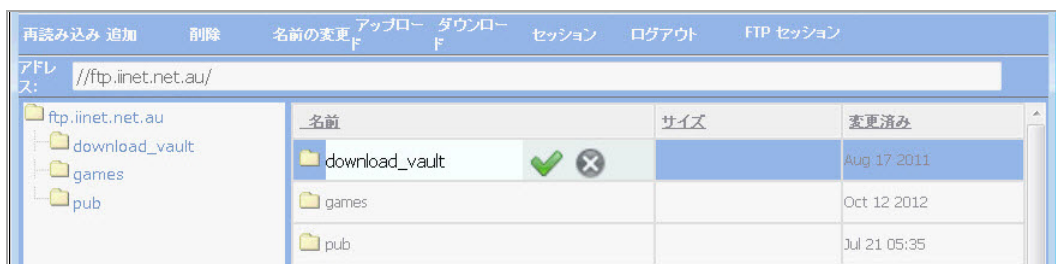 再読み込み 追加 削除 名前の変更 アップロード ダウンロード セッション ログアウト FTP セッション
アドレス: //ftp.iinet.net.au/
ftp.iinet.net.au
download_vault
games
pub
名前 サイズ 変更済み
download_vault Aug 17 2011
games Oct 12 2012
pub Jul 21 05:35